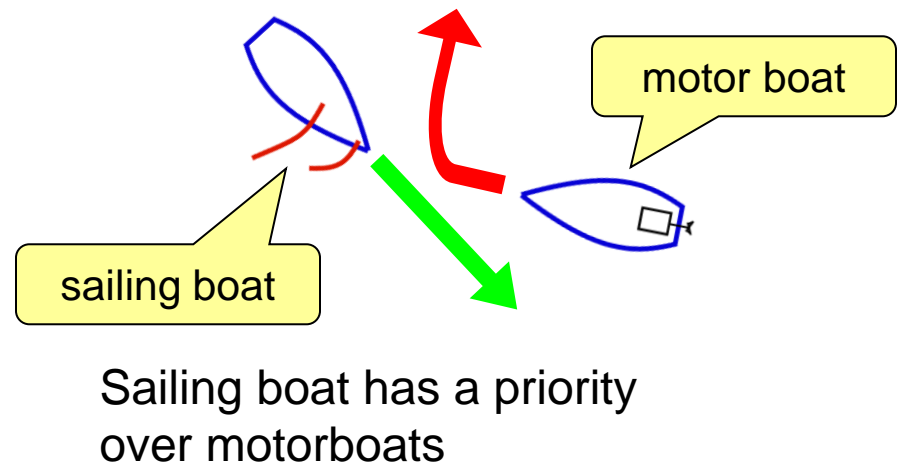 motor boat
sailing boat
Sailing boat has a priority
over motorboats